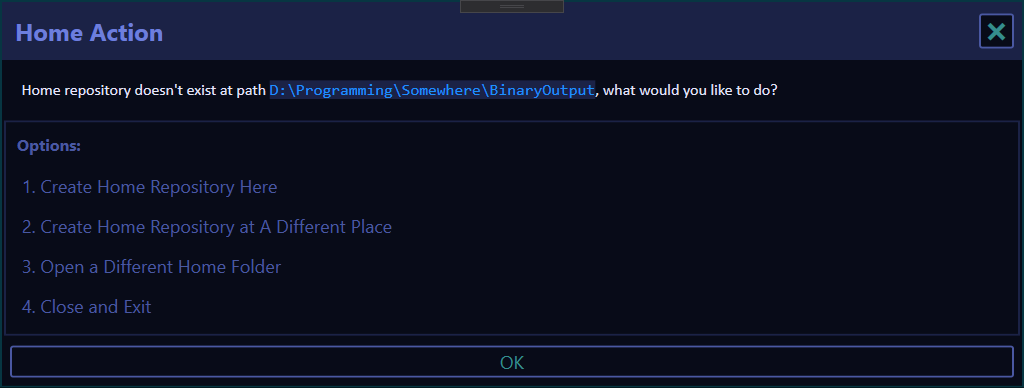 Home Action
Home repository doesn't exist at path D:\Programming\Somewhere\BinaryOutput, what would you like to do?
Options:
1. Create Home Repository Here
2. Create Home Repository at A Different Place
3. Open a Different Home Folder
4. Close and Exit
OK